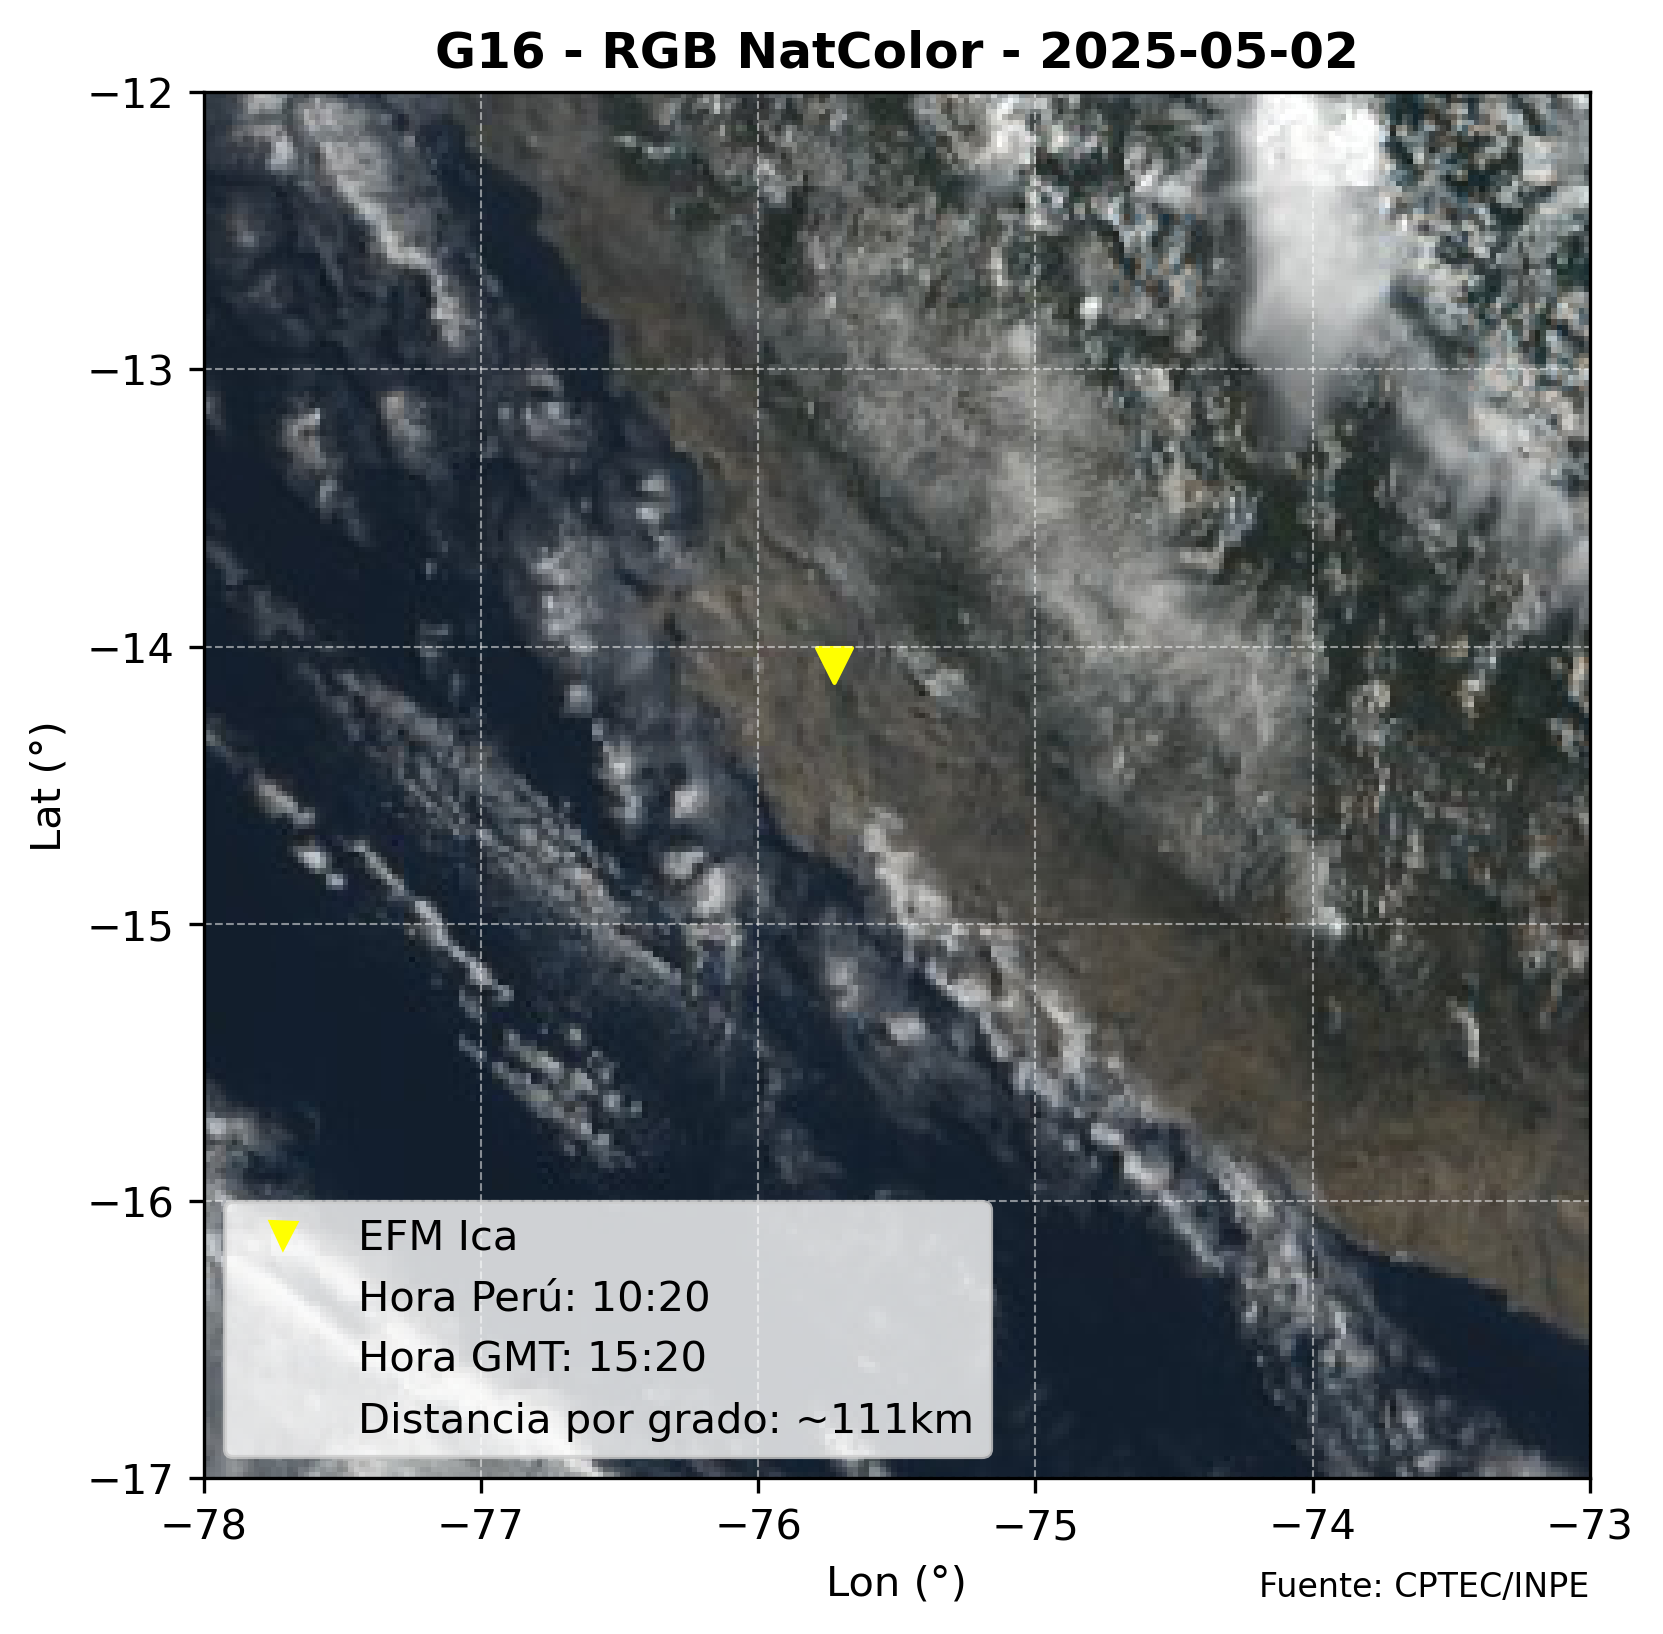 G16 - RGB NatColor - 2025-05-02
−12
−13
−14
−15
−16
−17
Lat (°)
EFM Ica
Hora Perú: 10:20
Hora GMT: 15:20
Distancia por grado: ~111km
−78 −77 −76 −75 −74 −73
Lon (°)
Fuente: CPTEC/INPE